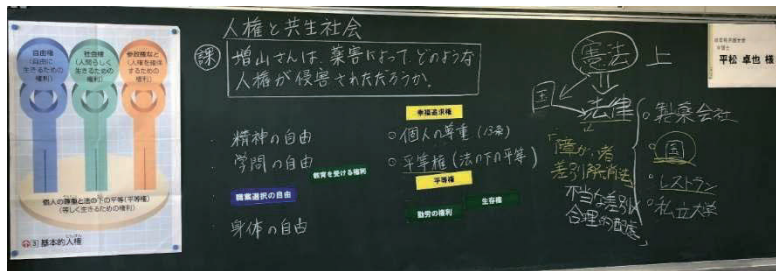 人権と共生社会
課 増山さんは、薬害によって、どのような
人権が侵害されただろうか。
自由権
(自由に
生きるための
権利)
社会権
(人間らしく
生きるための
権利)
参政権など
(人権を確保
するための
権利)
個人の尊重と法の下の平等(平等権)
(等しく生きるための権利)
③ 基本的人権
・精神の自由
・学問の自由
教育を受ける権利
・職業選択の自由
・身体の自由
幸福追求権
○個人の尊重(13条)
○平等権(法の下の平等)
平等権
勤労の権利
生存権
憲法 上
国
法律
「障がい者
差別解消法
不当な差別
合理的配慮」
○製薬会社
○国
○レストラン
○私立大学
弁護士
平松 卓也 様